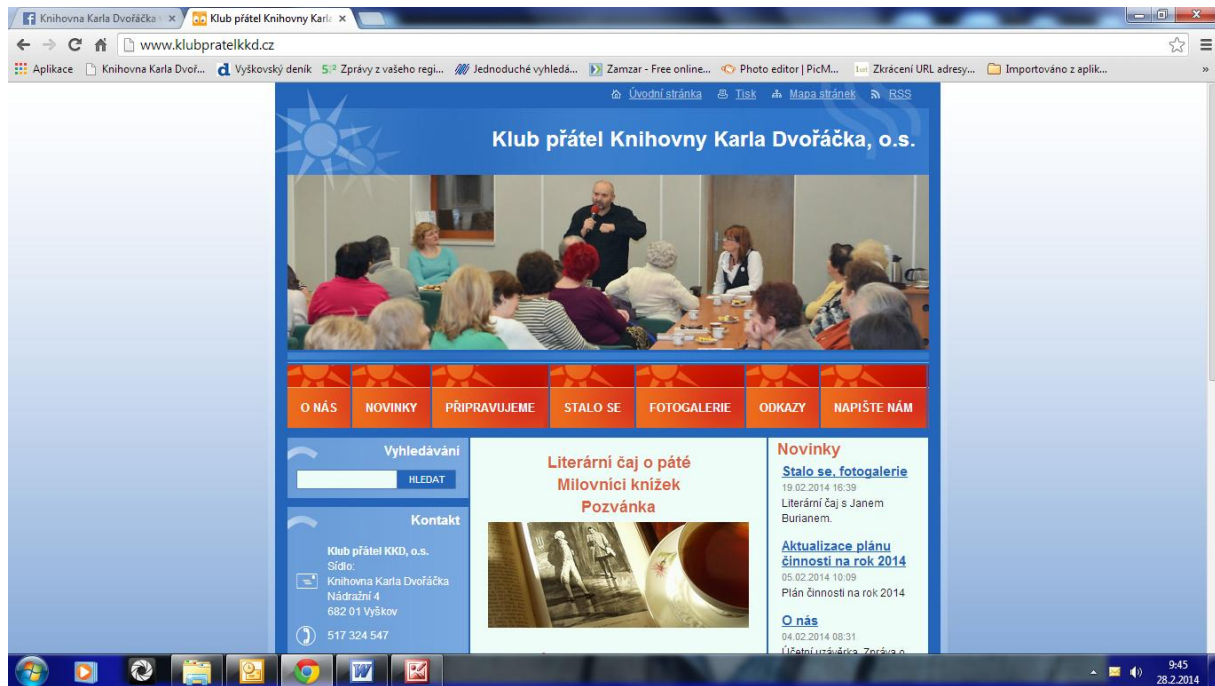 Knihovna Karla Dvořáčka
Klub přátel Knihovny Karla
www.klubpratelkkd.cz
Aplikace
Knihovna Karla Dvoř...
Vyškovský deník
Zprávy z vašeho regi...
Jednoduché vyhledá...
Zamzar - Free online...
Photo editor | PicM...
Zkrácení URL adresy...
Importováno z aplik...
»
Úvodní stránka Tisk Mapa stránek RSS
Klub přátel Knihovny Karla Dvořáčka, o.s.
O NÁS NOVINKY PŘIPRAVUJEME STALO SE FOTOGALERIE ODKAZY NAPIŠTE NÁM
Vyhledávání
HLEDAT
Kontakt
Klub přátel KKD, o.s.
Sídlo:
Knihovna Karla Dvořáčka
Nádražní 4
682 01 Vyškov
517 324 547
Literární čaj o páté
Milovníci knížek
Pozvánka
Novinky
Stalo se, fotogalerie
19.02.2014 16:39
Literární čaj s Janem
Burianem.
Aktualizace plánu
činnosti na rok 2014
05.02.2014 10:09
Plán činnosti na rok 2014
O nás
04.02.2014 08:31
Účetní uzávěrka, Zpráva o
9:45
28.2.2014